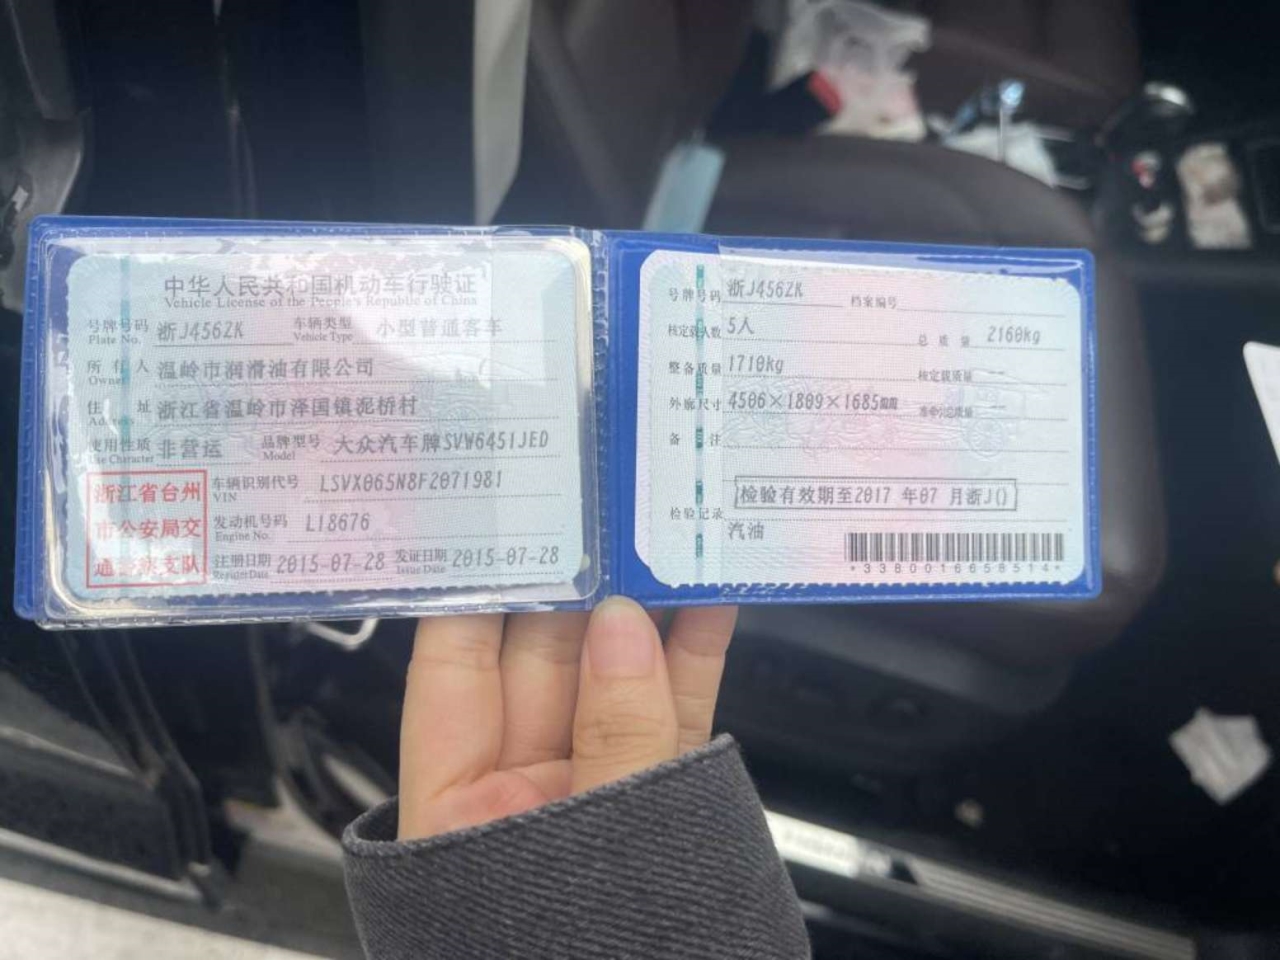 中华人民共和国机动车行驶证
Vehicle License of the People's Republic of China
号牌号码 浙J4562K 车辆类型 小型普通客车
Plate No. Vehicle Type
所有人 温岭市润滑油有限公司
Owner
住址 浙江省温岭市泽国镇泥桥村
Address
使用性质 非营运 品牌型号 大众汽车牌SVW6451JED
Use Character Model
浙江省台州
市公安局交
车辆识别代号 LSVX065N8F2071981
VIN
发动机号码 L18676
Engine No.
注册日期 2015-07-28 发证日期 2015-07-28
Register Date Issue Date
号牌号码 浙J4562K 档案编号
核定载人数 5人 总质量 2160kg
整备质量 1710kg 核定载质量 --
外廓尺寸 4506×1809×1685mm 准牵引总质量 --
备注
检验有效期至2017 年07 月浙J()
检验记录
汽油
*3380016658514*